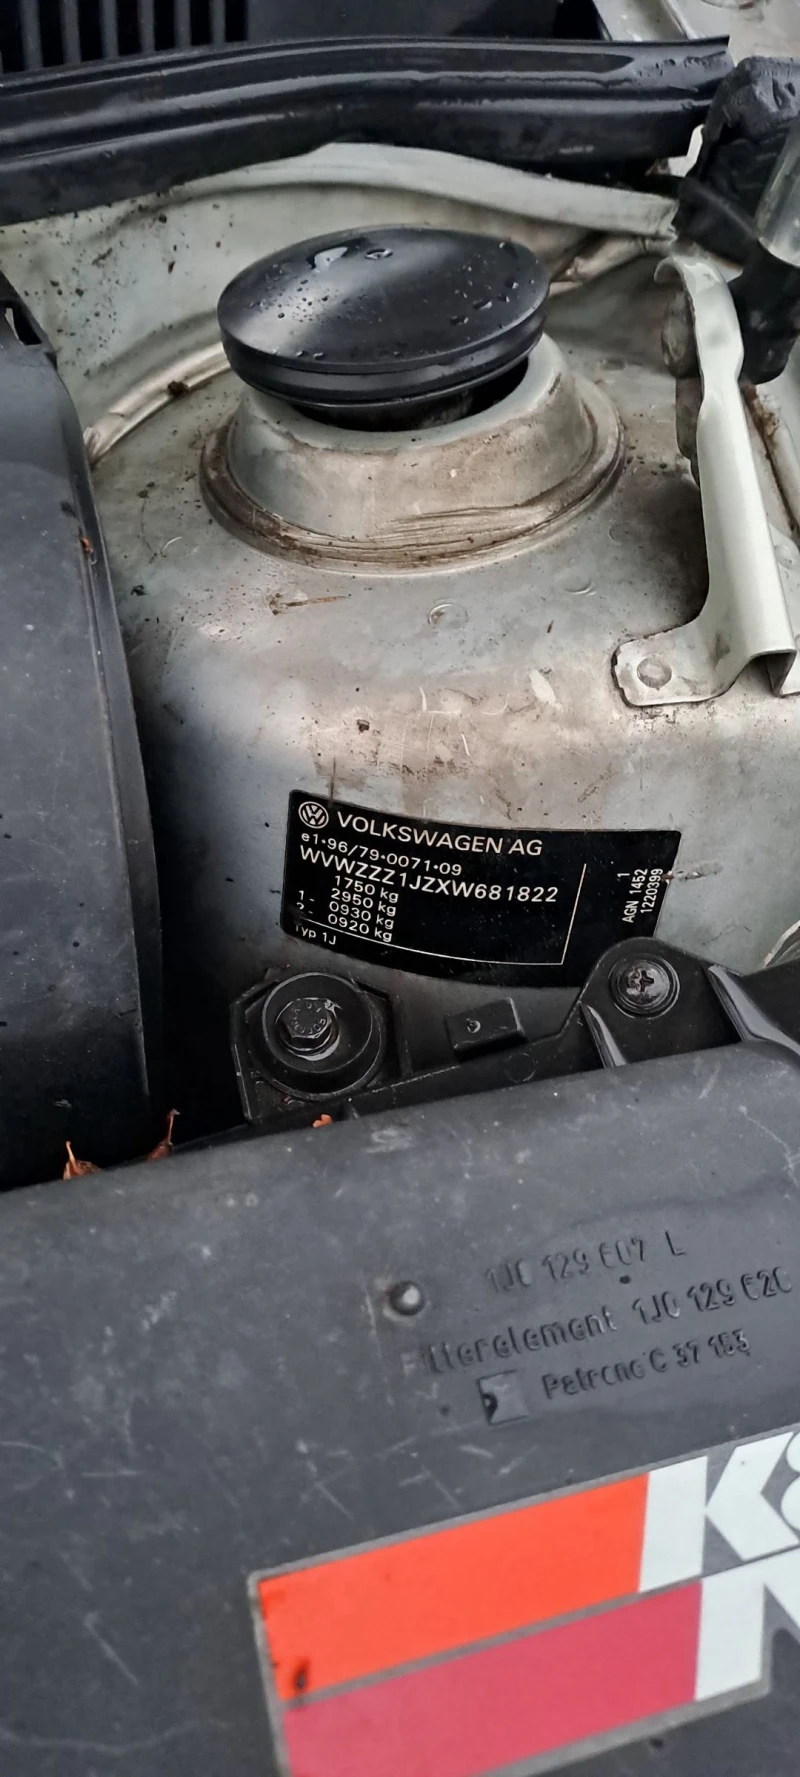 VOLKSWAGEN AG
e1*96/79*0071*09
WVWZZZ1JZXW681822
1750 kg
1- 2950 kg
2- 0930 kg
0920 kg
Typ 1J
1
AGN 1452
1220399
1J0 129 607 L
Filterelement 1J0 129 620
Patrone C 37 153
K&
N